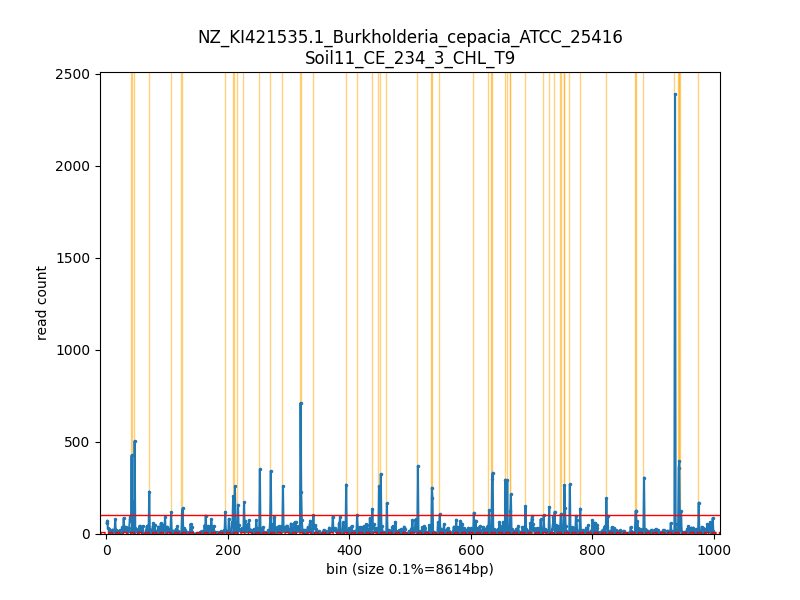 NZ_KI421535.1_Burkholderia_cepacia_ATCC_25416
Soil11_CE_234_3_CHL_T9
2500
2000
1500
1000
500
0
read count
0 200 400 600 800 1000
bin (size 0.1%=8614bp)